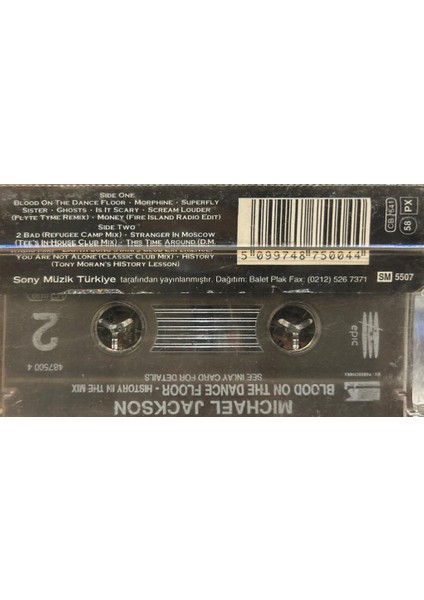 SIDE ONE
BLOOD ON THE DANCE FLOOR · MORPHINE · SUPERFLY
SISTER · GHOSTS · IS IT SCARY · SCREAM LOUDER
(FLYTE TYME REMIX) · MONEY (FIRE ISLAND RADIO EDIT)
SIDE TWO
2 BAD (REFUGEE CAMP MIX) · STRANGER IN MOSCOW
(TEE'S IN HOUSE CLUB MIX) · THIS TIME AROUND (D.M.
YOU ARE NOT ALONE (CLASSIC CLUB MIX) · HISTORY
(TONY MORAN'S HISTORY LESSON)
Sony Müzik Türkiye tarafından yayınlanmıştır, Dağıtım: Balet Plak Fax: (0212) 526 7371
5 099748 750044
CB 541
58 PX
SM 5507
2
487500 4
epic
MICHAEL JACKSON
BLOOD ON THE DANCE FLOOR - HISTORY IN THE MIX
SEE INLAY CARD FOR DETAILS